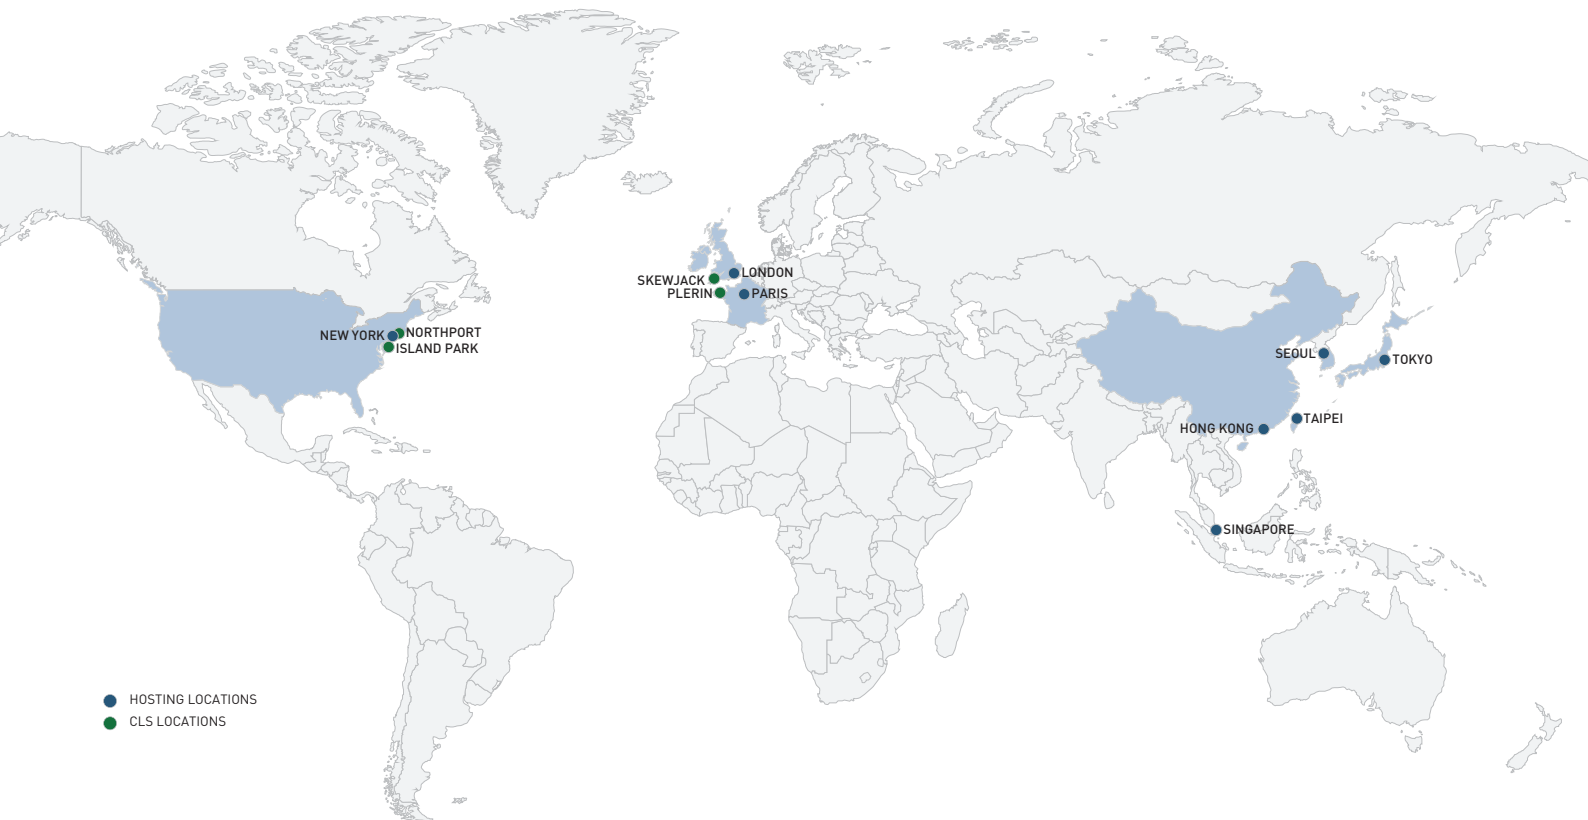 LONDON
SKEWJACK
PLERIN
PARIS
NEW YORK
NORTHPORT
ISLAND PARK
SEOUL
TOKYO
TAIPEI
HONG KONG
SINGAPORE
HOSTING LOCATIONS
CLS LOCATIONS